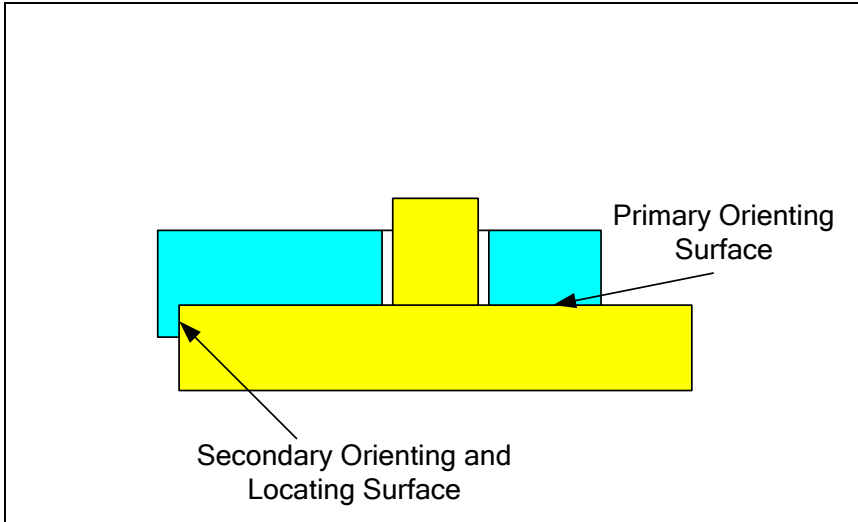 Primary Orienting
Surface
Secondary Orienting and
Locating Surface